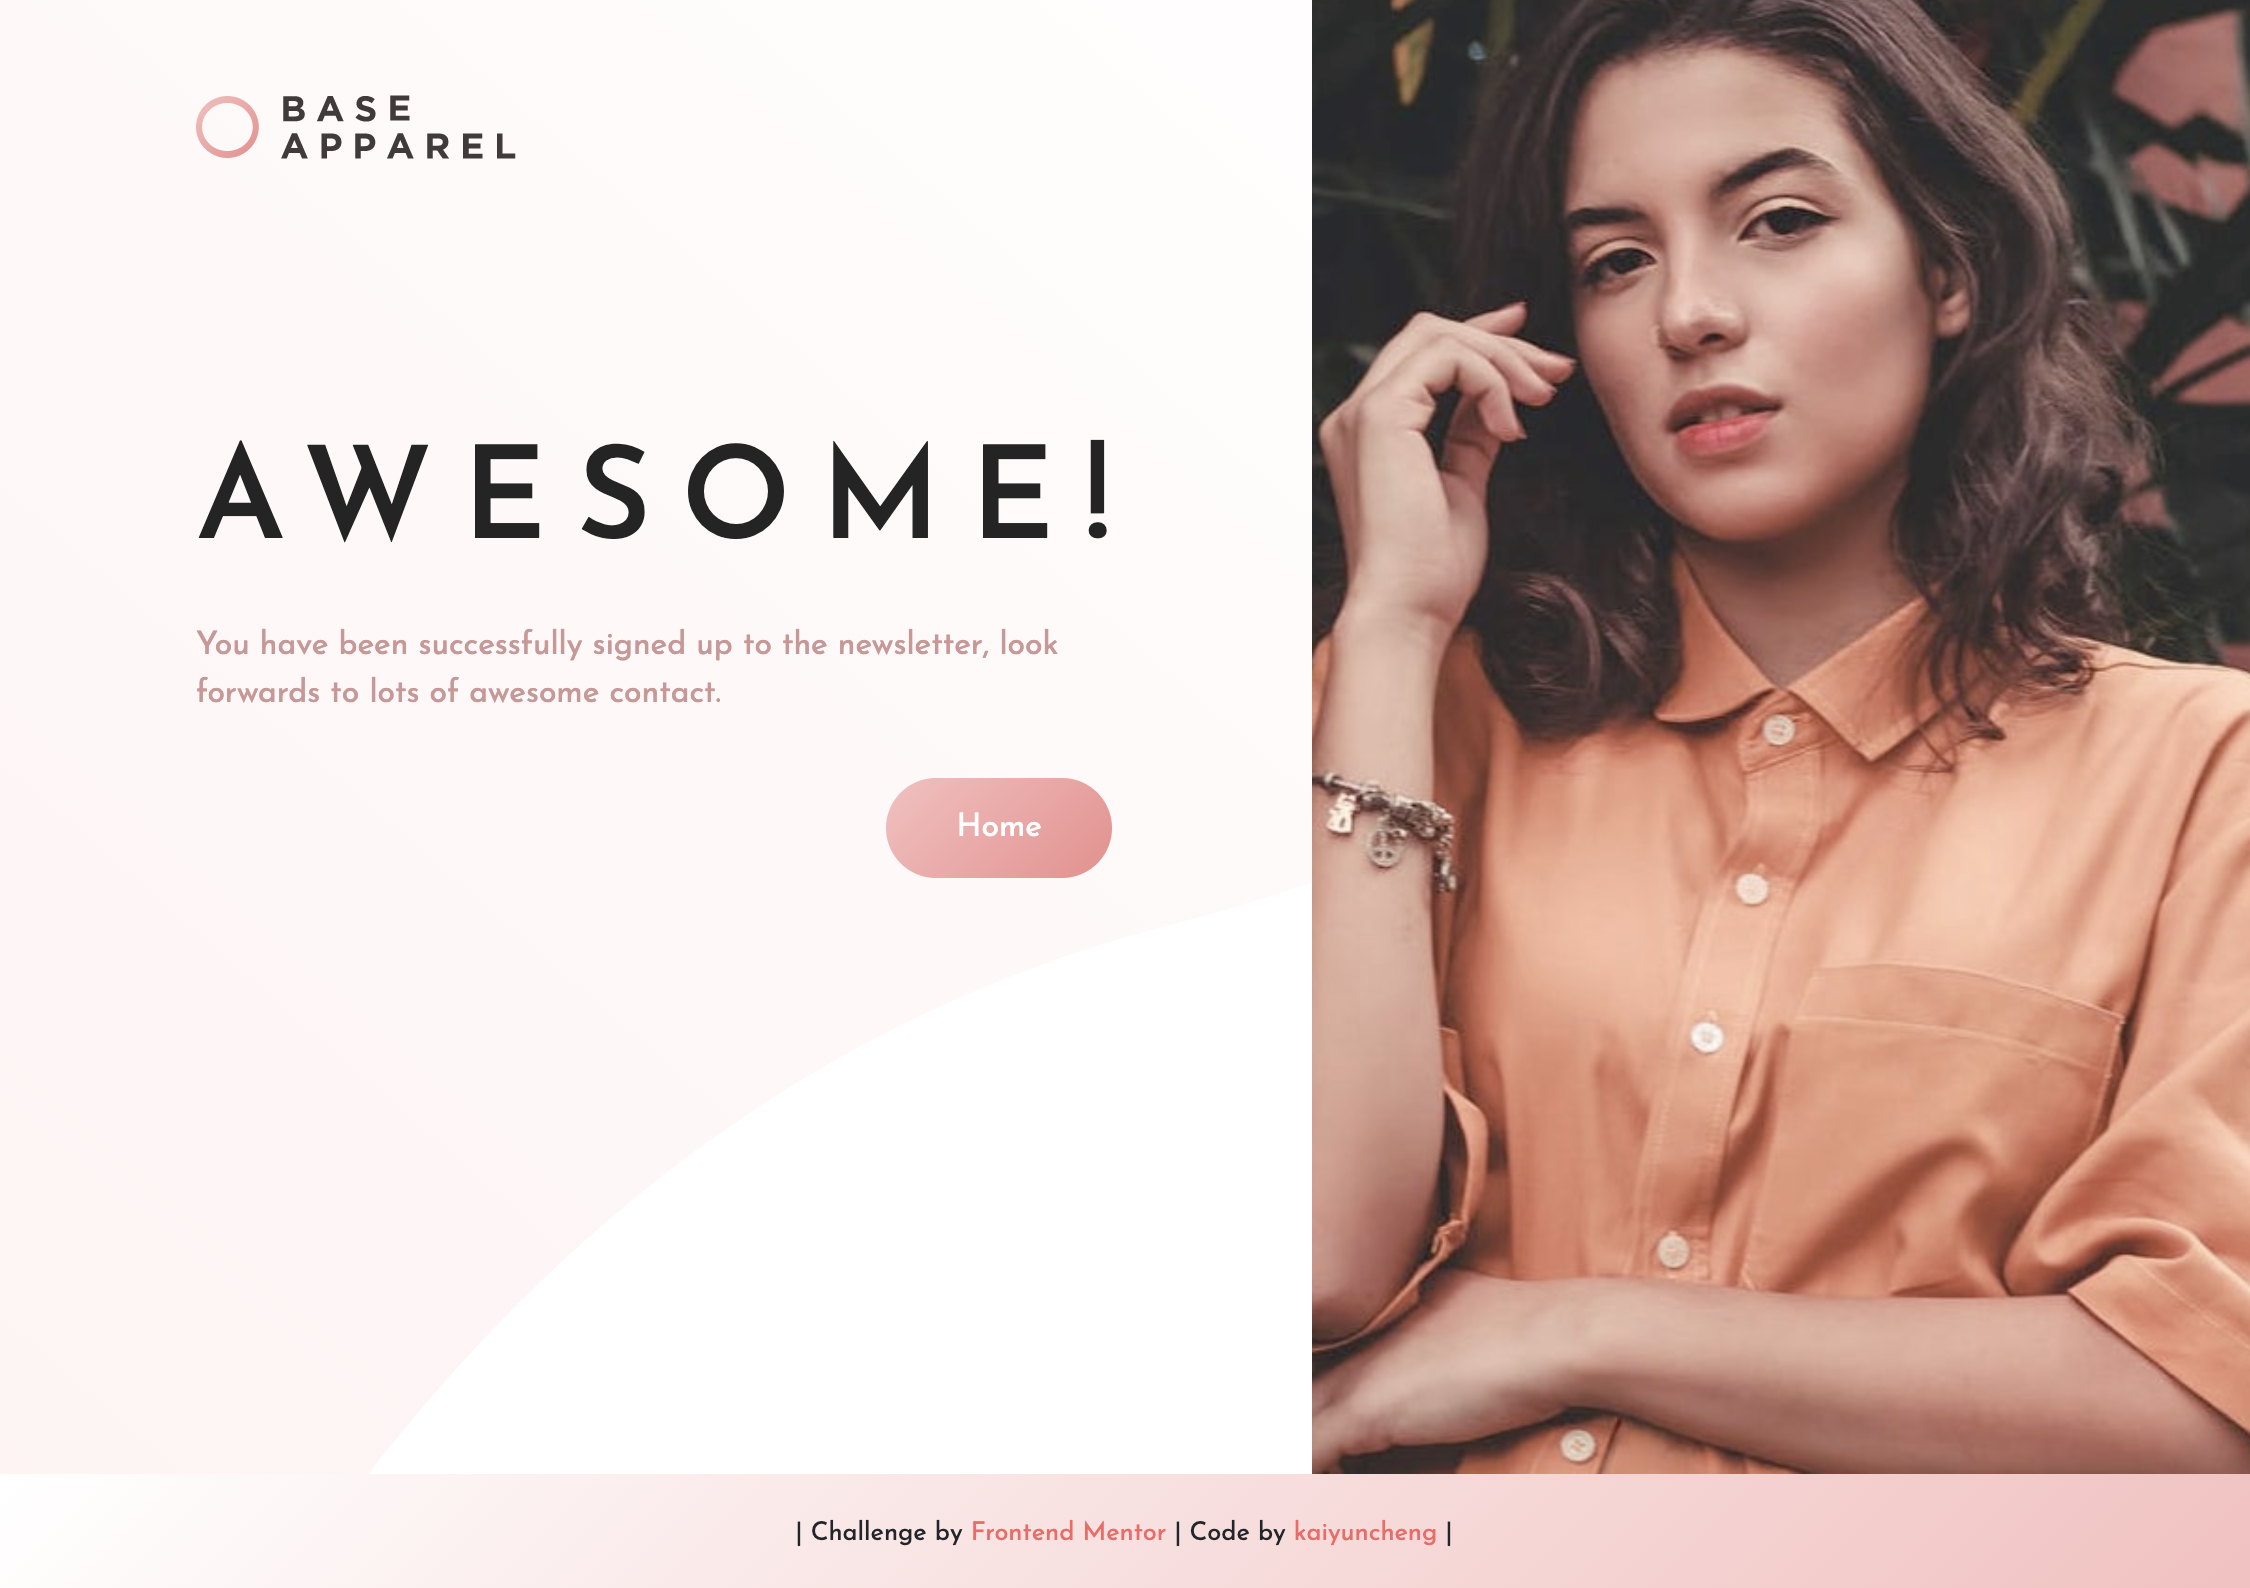 BASE
APPAREL
AWESOME!
You have been successfully signed up to the newsletter, look
forwards to lots of awesome contact.
Home
| Challenge by Frontend Mentor | Code by kaiyuncheng |